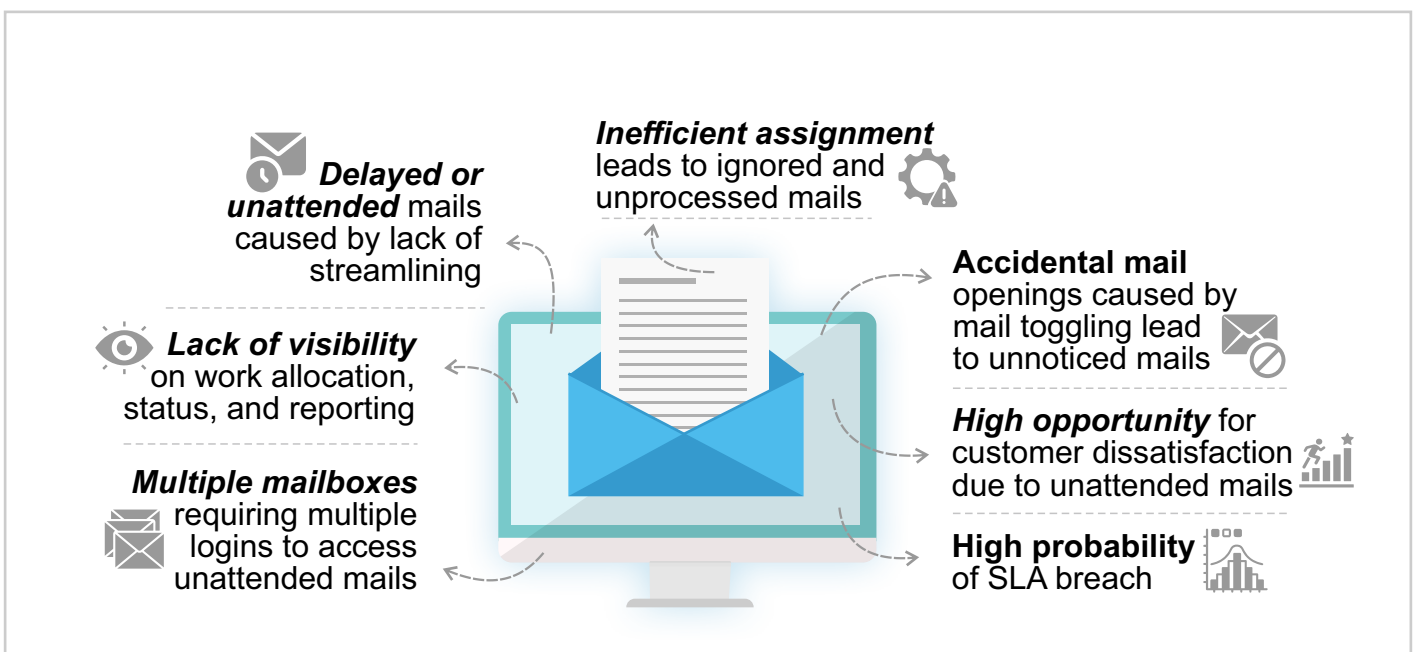 Delayed or
unattended mails
caused by lack of
streamlining
Lack of visibility
on work allocation,
status, and reporting
Multiple mailboxes
requiring multiple
logins to access
unattended mails
Inefficient assignment
leads to ignored and
unprocessed mails
Accidental mail
openings caused by
mail toggling lead
to unnoticed mails
High opportunity for
customer dissatisfaction
due to unattended mails
High probability
of SLA breach